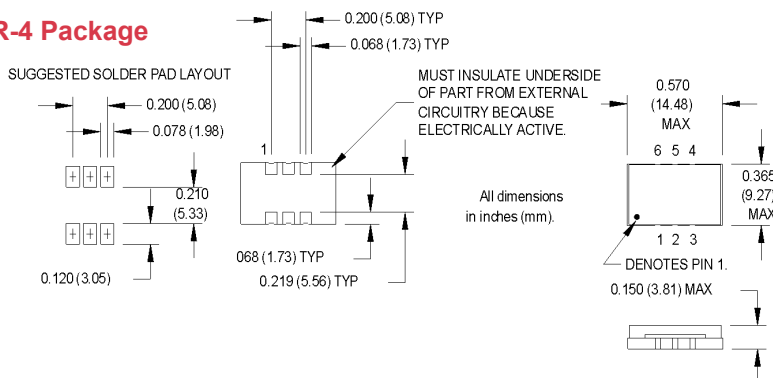 R-4 Package
SUGGESTED SOLDER PAD LAYOUT
0.200 (5.08)
0.078 (1.98)
0.210
(5.33)
0.120 (3.05)
0.200 (5.08) TYP
0.068 (1.73) TYP
1
MUST INSULATE UNDERSIDE
OF PART FROM EXTERNAL
CIRCUITRY BECAUSE
ELECTRICALLY ACTIVE.
068 (1.73) TYP
0.219 (5.56) TYP
All dimensions
in inches (mm).
0.570
(14.48)
MAX
6 5 4
0.365
(9.27)
MAX
1 2 3
DENOTES PIN 1.
0.150 (3.81) MAX